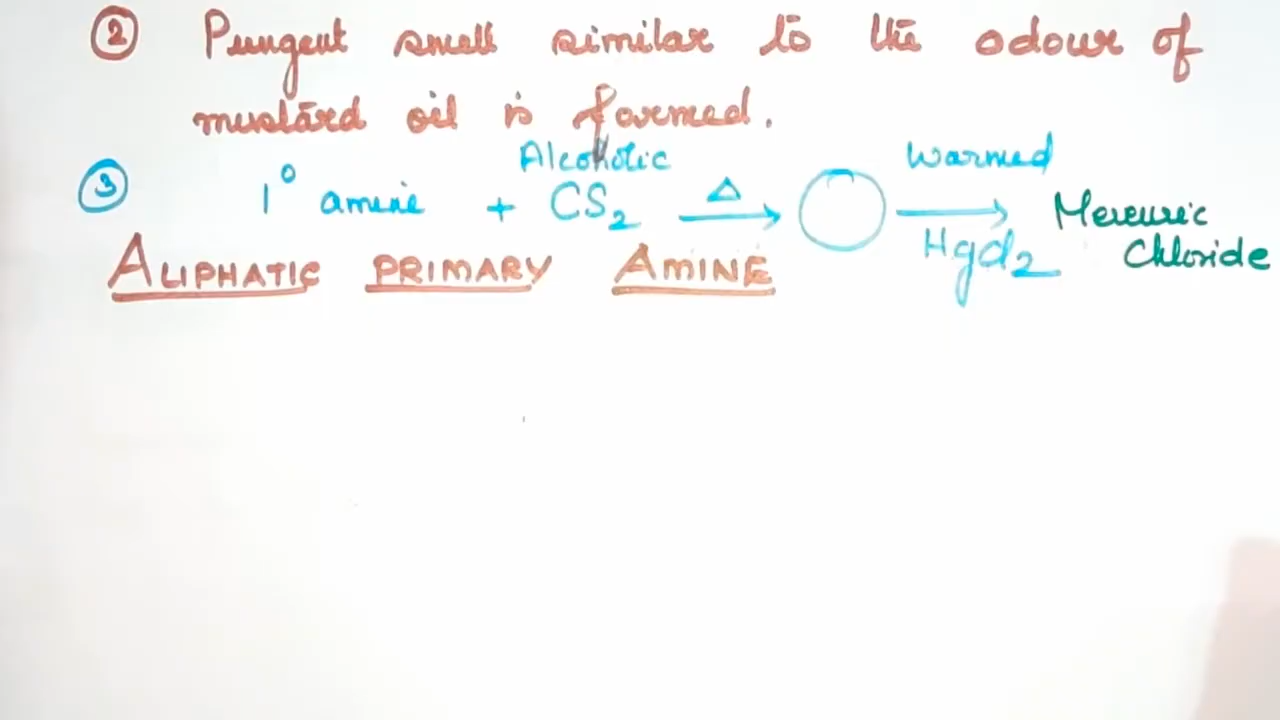 ② Pungent smell similar to the odour of
mustard oil is formed.
③ 1° amine + Alcoholic CS₂ Δ→ ◯ Warmed→ HgCl₂ Mercuric Chloride
ALIPHATIC PRIMARY AMINE